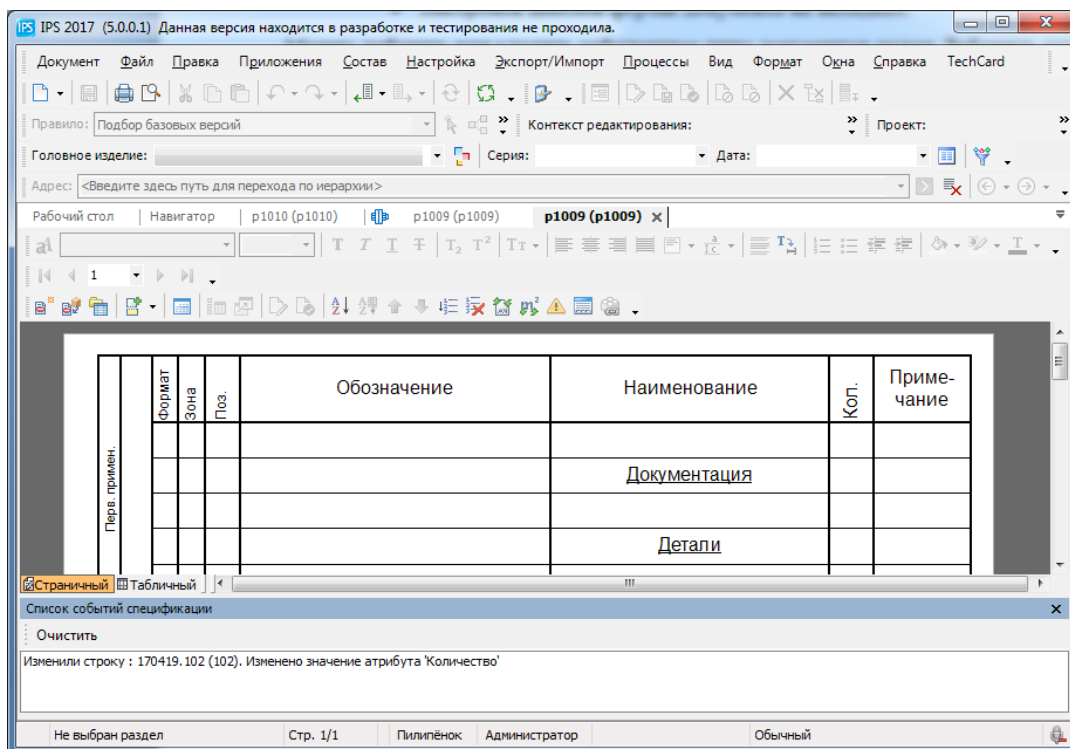 IPS IPS 2017 (5.0.0.1) Данная версия находится в разработке и тестирования не проходила.
Документ Файл Правка Приложения Состав Настройка Экспорт/Импорт Процессы Вид Формат Окна Справка TechCard
Правило: Подбор базовых версий Контекст редактирования: Проект:
Головное изделие: Серия: Дата:
Адрес: <Введите здесь путь для перехода по иерархии>
Рабочий стол Навигатор p1010 (p1010) p1009 (p1009) p1009 (p1009)
1
Перв. примен. Формат Зона Поз. Обозначение Наименование Кол. Приме-
чание
Документация
Детали
Страничный Табличный
Список событий спецификации
Очистить
Изменили строку : 170419.102 (102). Изменено значение атрибута 'Количество'
Не выбран раздел Стр. 1/1 Пилипёнок Администратор Обычный